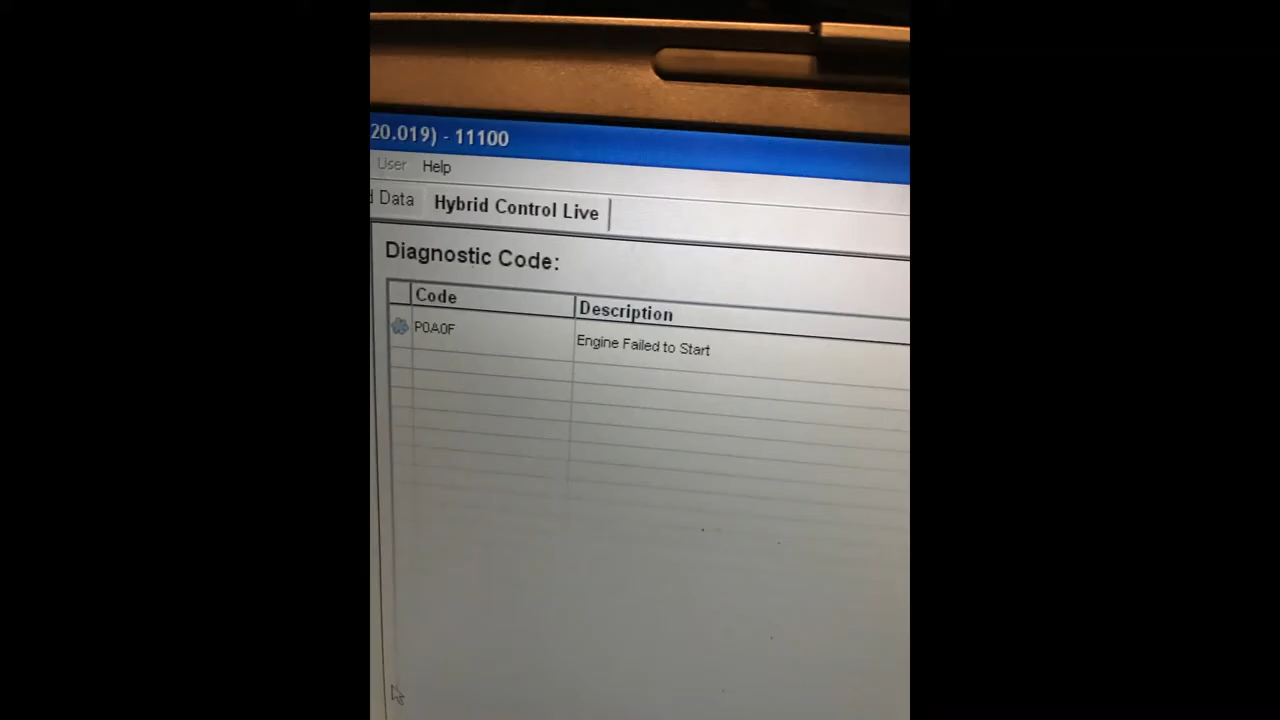 20.019) - 11100
User Help
d Data Hybrid Control Live
Diagnostic Code:
Code Description
P0A0F Engine Failed to Start